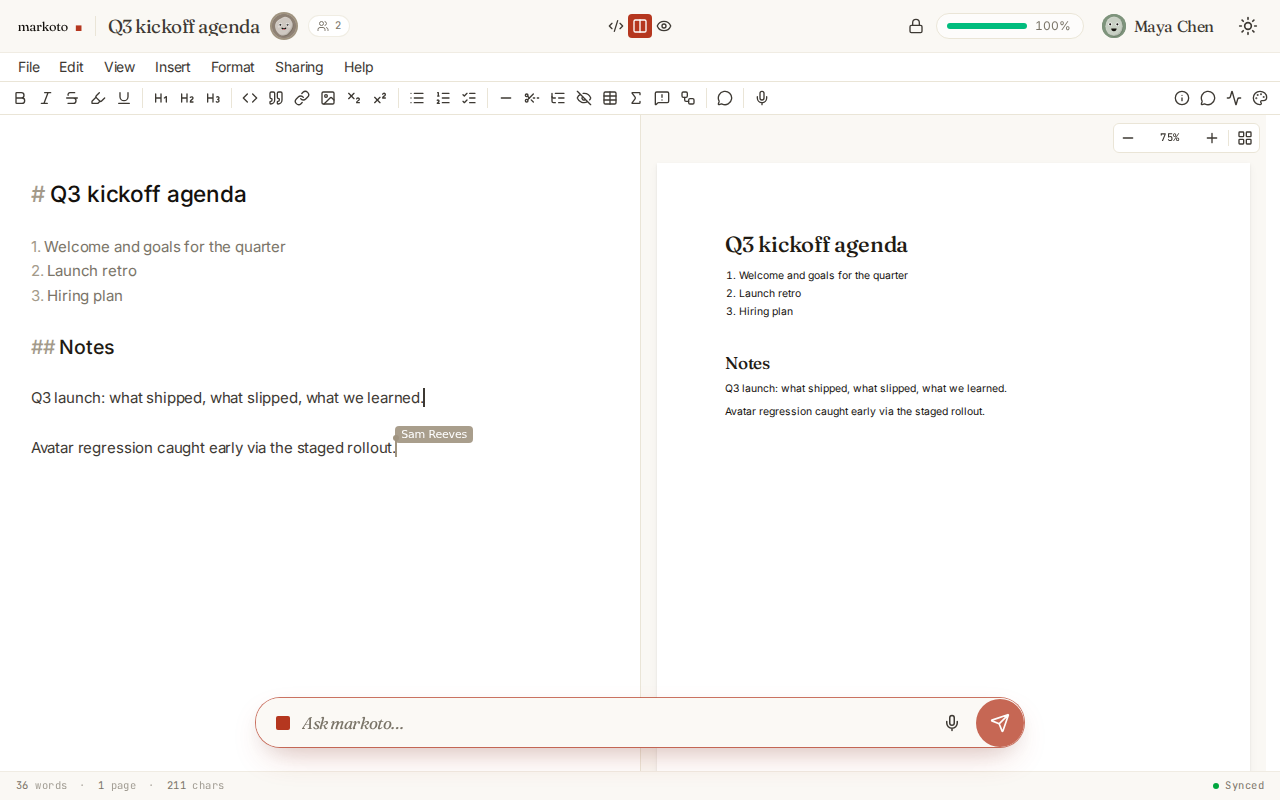 markoto
Q3 kickoff agenda
2
100%
Maya Chen
File Edit View Insert Format Sharing Help
H1 H2 H3
75%
# Q3 kickoff agenda
1. Welcome and goals for the quarter
2. Launch retro
3. Hiring plan
## Notes
Q3 launch: what shipped, what slipped, what we learned.
Sam Reeves
Avatar regression caught early via the staged rollout.
Q3 kickoff agenda
1. Welcome and goals for the quarter
2. Launch retro
3. Hiring plan
Notes
Q3 launch: what shipped, what slipped, what we learned.
Avatar regression caught early via the staged rollout.
Ask markoto...
36 words · 1 page · 211 chars
Synced